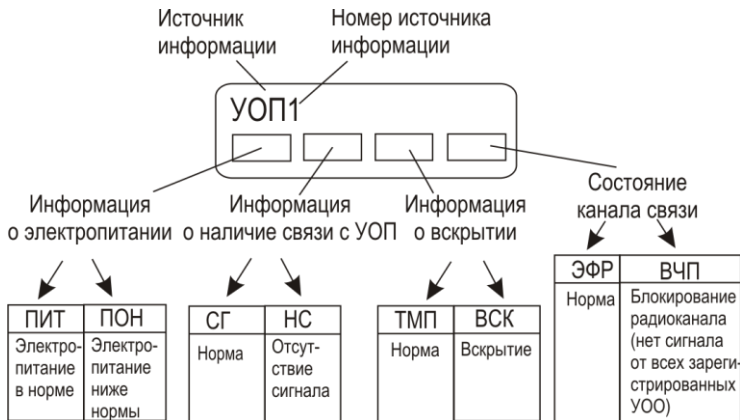 Источник
информации
Номер источника
информации
УОП1
Информация
о электропитании
Информация
о наличие связи с УОП
Информация
о вскрытии
Состояние
канала связи
ПИТ
ПОН
Электро-
питание
в норме
Электро-
питание
ниже
нормы
СГ
НС
Норма
Отсут-
ствие
сигнала
ТМП
ВСК
Норма
Вскрытие
ЭФР
ВЧП
Норма
Блокирование
радиоканала
(нет сигнала
от всех зареги-
стрированных
УОО)